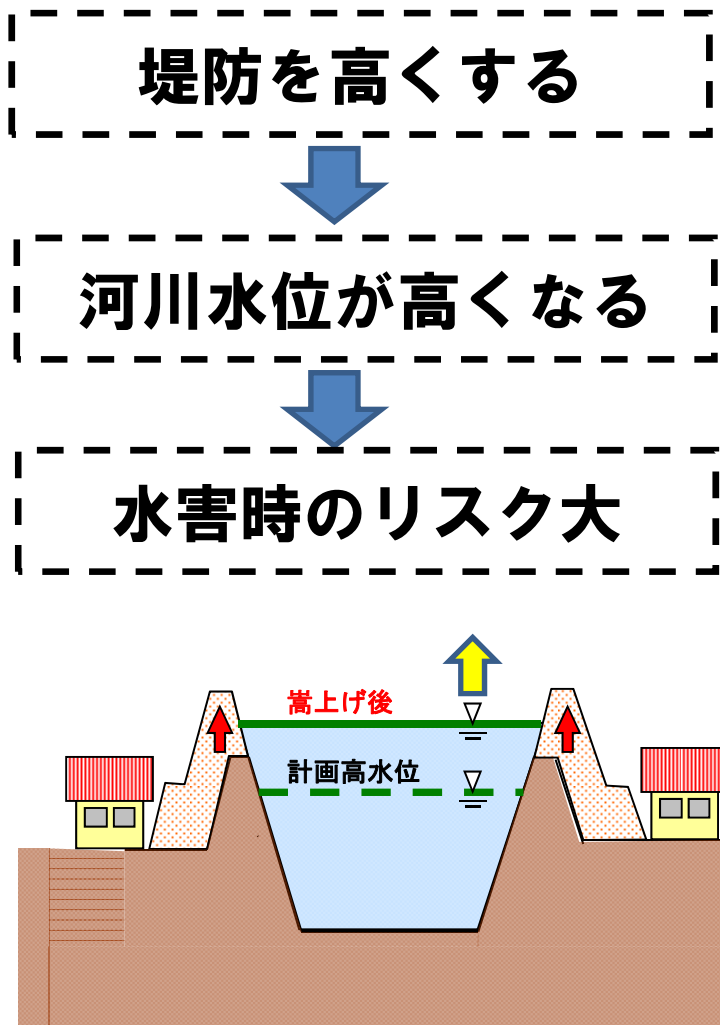 堤防を高くする
河川水位が高くなる
水害時のリスク大
嵩上げ後
計画高水位